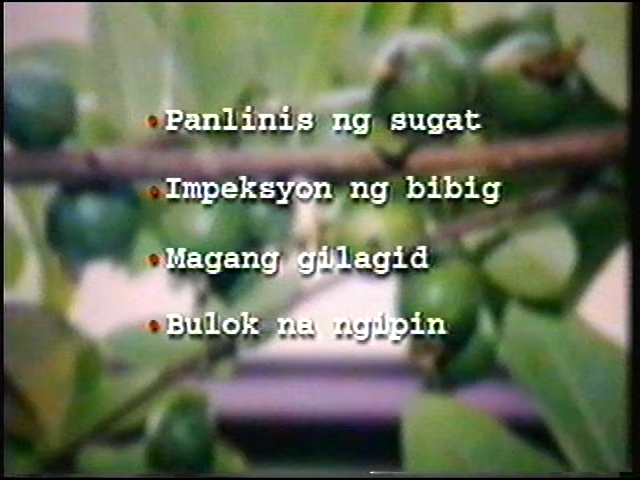 •Panlinis ng sugat
•Impeksyon ng bibig
•Magang gilagid
•Bulok na ngipin